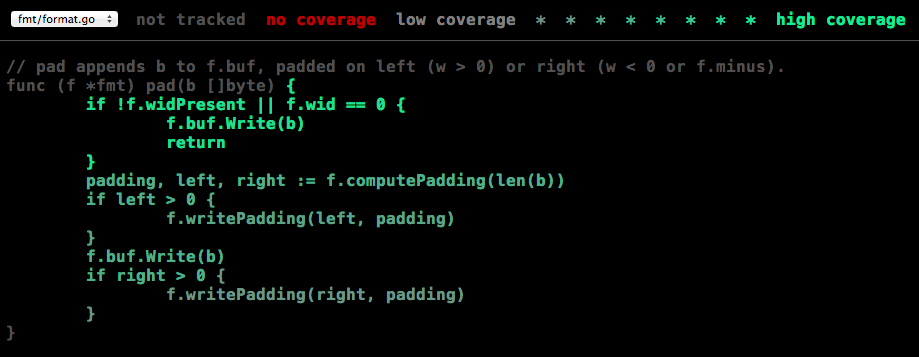 fmt/format.go not tracked no coverage low coverage * * * * * * * * high coverage
// pad appends b to f.buf, padded on left (w > 0) or right (w < 0 or f.minus).
func (f *fmt) pad(b []byte) {
        if !f.widPresent || f.wid == 0 {
                f.buf.Write(b)
                return
        }
        padding, left, right := f.computePadding(len(b))
        if left > 0 {
                f.writePadding(left, padding)
        }
        f.buf.Write(b)
        if right > 0 {
                f.writePadding(right, padding)
        }
}